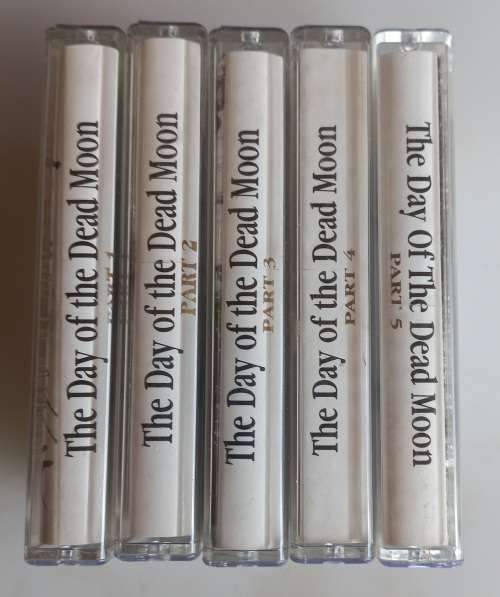 The Day of the Dead Moon
PART 1
The Day of the Dead Moon
PART 2
The Day of the Dead Moon
PART 3
The Day of the Dead Moon
PART 4
The Day Of The Dead Moon
PART 5